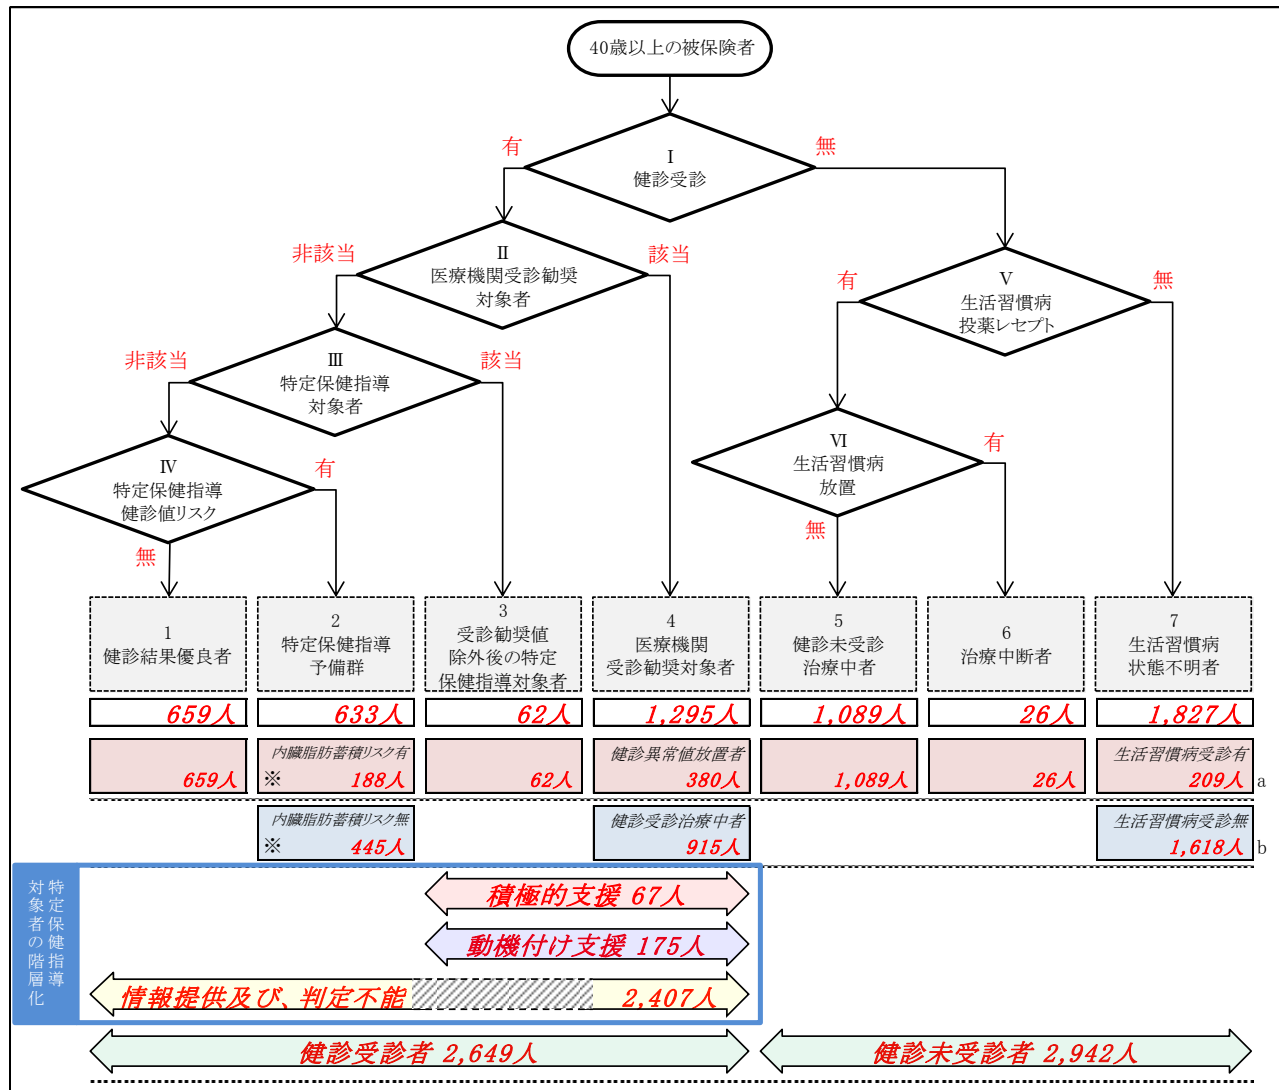 40歳以上の被保険者
有
Ⅰ
健診受診
無
非該当
Ⅱ
医療機関受診勧奨
対象者
該当
有
Ⅴ
生活習慣病
投薬レセプト
無
非該当
Ⅲ
特定保健指導
対象者
該当
Ⅳ
特定保健指導
健診値リスク
有
無
Ⅵ
生活習慣病
放置
有
無
1
健診結果優良者
2
特定保健指導
予備群
3
受診勧奨値
除外後の特定
保健指導対象者
4
医療機関
受診勧奨対象者
5
健診未受診
治療中者
6
治療中断者
7
生活習慣病
状態不明者
659人
633人
62人
1,295人
1,089人
26人
1,827人
659人
内臓脂肪蓄積リスク有
※ 188人
62人
健診異常値放置者
380人
1,089人
26人
生活習慣病受診有
209人
a
内臓脂肪蓄積リスク無
※ 445人
健診受診治療中者
915人
生活習慣病受診無
1,618人
b
特定保健指導
対象者の階層化
積極的支援 67人
動機付け支援 175人
情報提供及び、判定不能 2,407人
健診受診者 2,649人
健診未受診者 2,942人